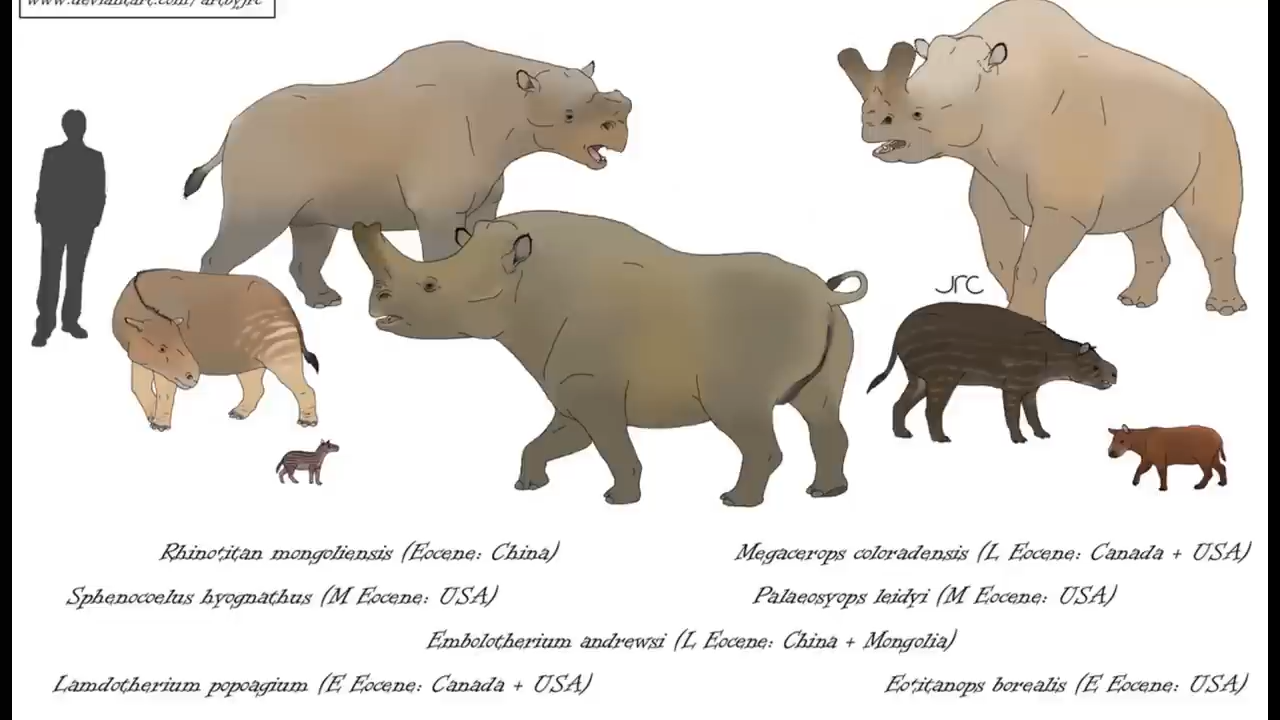 www.deviantart.com/artbyjrc
JRC
Rhinotitan mongoliensis (Eocene: China)
Megacerops coloradensis (L Eocene: Canada + USA)
Sphenocoelus hyognathus (M Eocene: USA)
Palaeosyops leidyi (M Eocene: USA)
Embolotherium andrewsi (L Eocene: China + Mongolia)
Lamdotherium popoagium (E Eocene: Canada + USA)
Eotitanops borealis (E Eocene: USA)